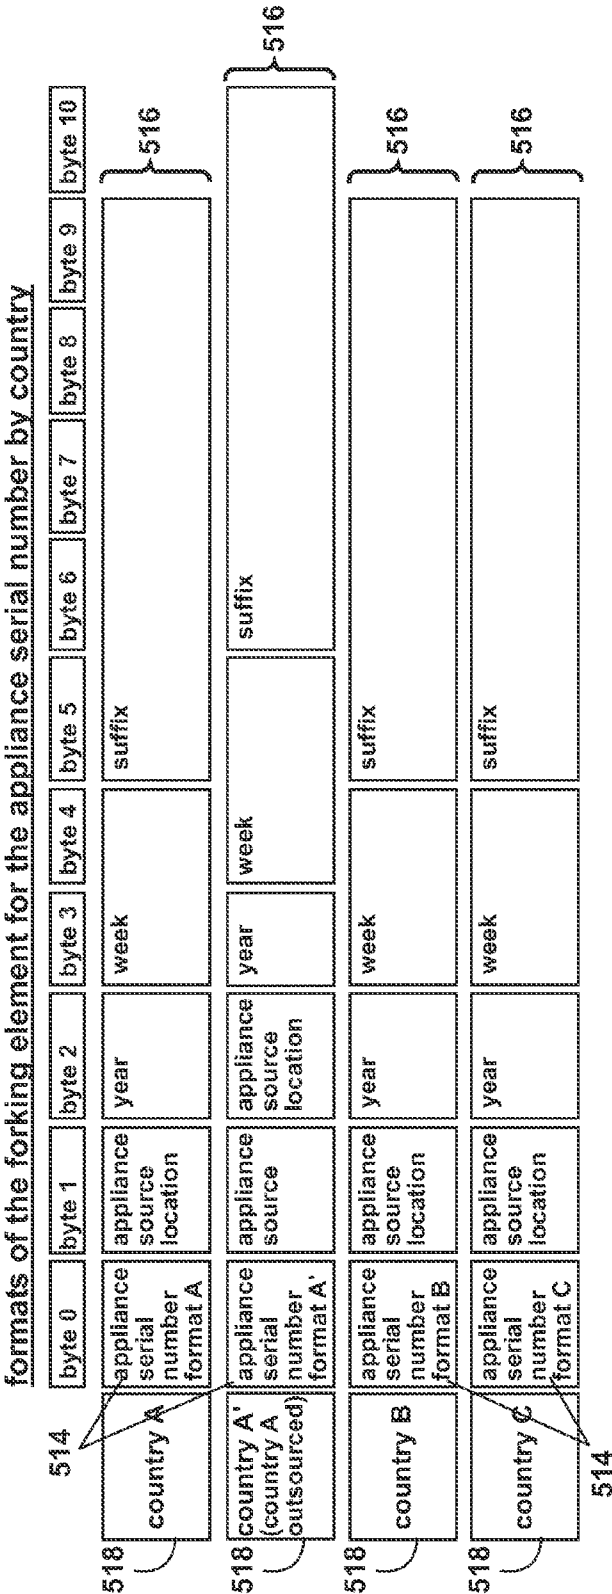 formats of the forking element for the appliance serial number by country
byte 0 byte 1 byte 2 byte 3 byte 4 byte 5 byte 6 byte 7 byte 8 byte 9 byte 10
514
518
country A
appliance
serial
number
format A
appliance
source
location
year
week
suffix
516
518
country A'
(country A
outsourced)
appliance
serial
number
format A'
appliance
source
appliance
source
location
year
week
suffix
516
518
country B
appliance
serial
number
format B
appliance
source
location
year
week
suffix
516
518
country C
appliance
serial
number
format C
appliance
source
location
year
week
suffix
516
514